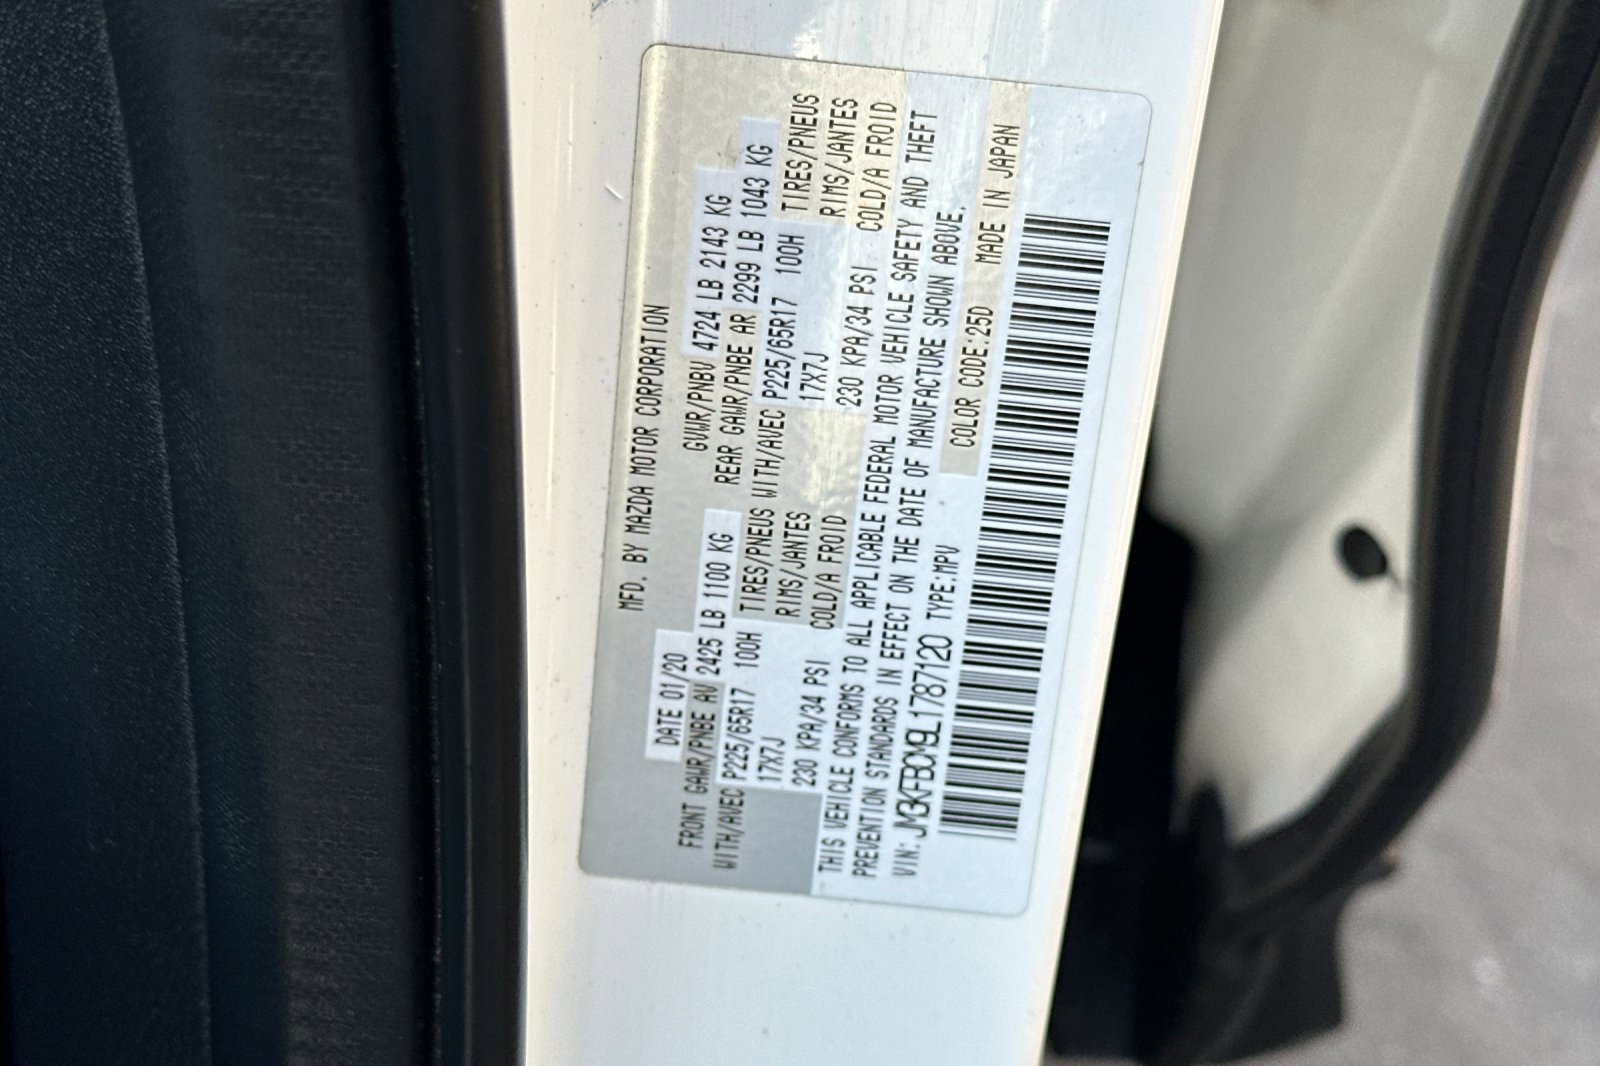 MFD. BY MAZDA MOTOR CORPORATION
DATE 01/20 GVWR/PNBV 4724 LB 2143 KG
FRONT GAWR/PNBE AV 2425 LB 1100 KG REAR GAWR/PNBE AR 2299 LB 1043 KG
WITH/AVEC P225/65R17 100H TIRES/PNEUS WITH/AVEC P225/65R17 100H TIRES/PNEUS
17X7J RIMS/JANTES 17X7J RIMS/JANTES
230 KPA/34 PSI COLD/A FROID 230 KPA/34 PSI COLD/A FROID
THIS VEHICLE CONFORMS TO ALL APPLICABLE FEDERAL MOTOR VEHICLE SAFETY AND THEFT
PREVENTION STANDARDS IN EFFECT ON THE DATE OF MANUFACTURE SHOWN ABOVE.
VIN: JM3KFBCM9L1787120 TYPE:MPV COLOR CODE:25D MADE IN JAPAN